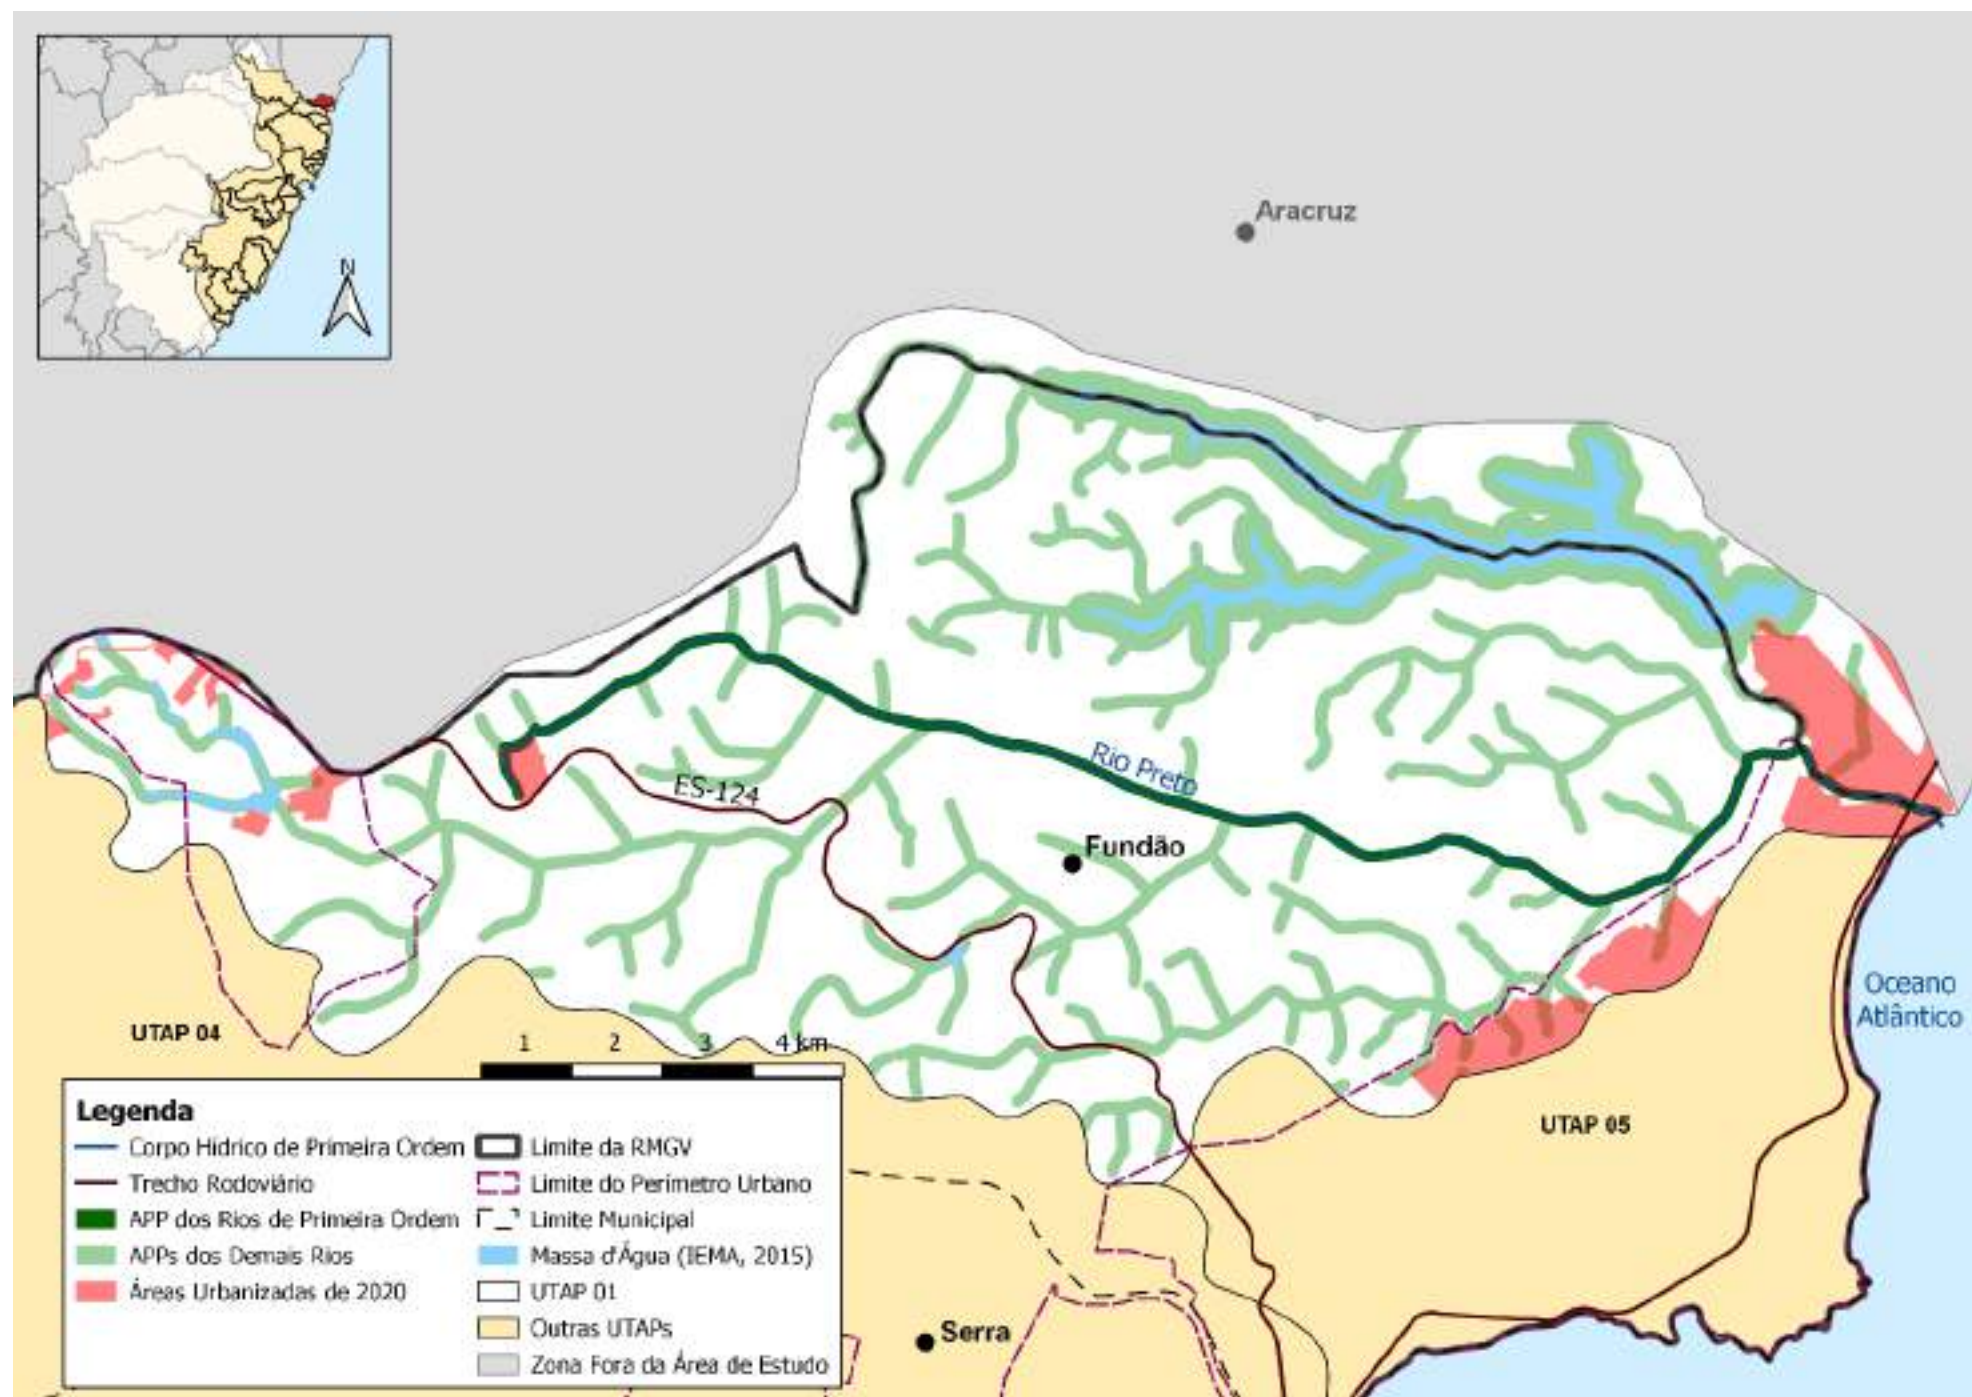 N
Aracruz
Rio Preto
ES-124
Fundão
Oceano
Atlântico
UTAP 04
UTAP 05
1 2 3 4 km
Legenda
Corpo Hídrico de Primeira Ordem
Trecho Rodoviário
APP dos Rios de Primeira Ordem
APPs dos Demais Rios
Áreas Urbanizadas de 2020
Limite da RMGV
Limite do Perímetro Urbano
Limite Municipal
Massa d'Água (IEMA, 2015)
UTAP 01
Outras UTAPs
Zona Fora da Área de Estudo
Serra